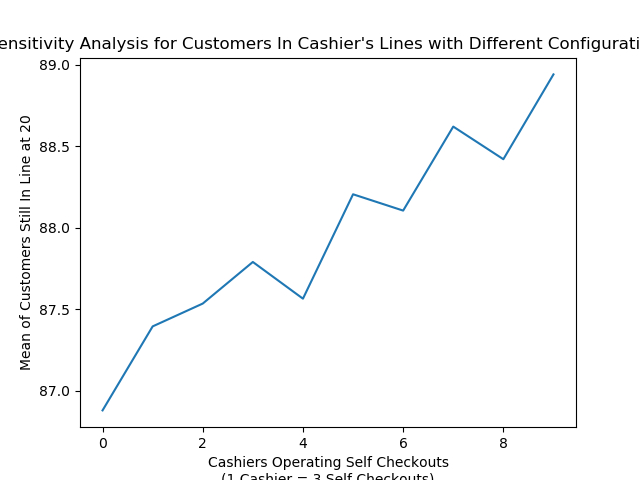 ensitivity Analysis for Customers In Cashier's Lines with Different Configurati
89.0
88.5
88.0
87.5
87.0
Mean of Customers Still In Line at 20
0 2 4 6 8
Cashiers Operating Self Checkouts
(1 Cashier = 3 Self Checkouts)